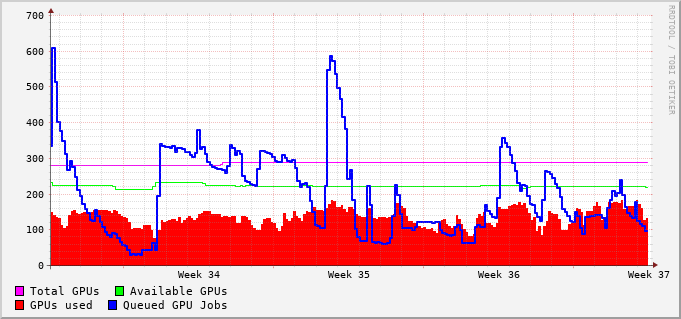 700
600
500
400
300
200
100
0
Week 34 Week 35 Week 36 Week 37
Total GPUs Available GPUs
GPUs used Queued GPU Jobs
RRDTOOL / TOBI OETIKER